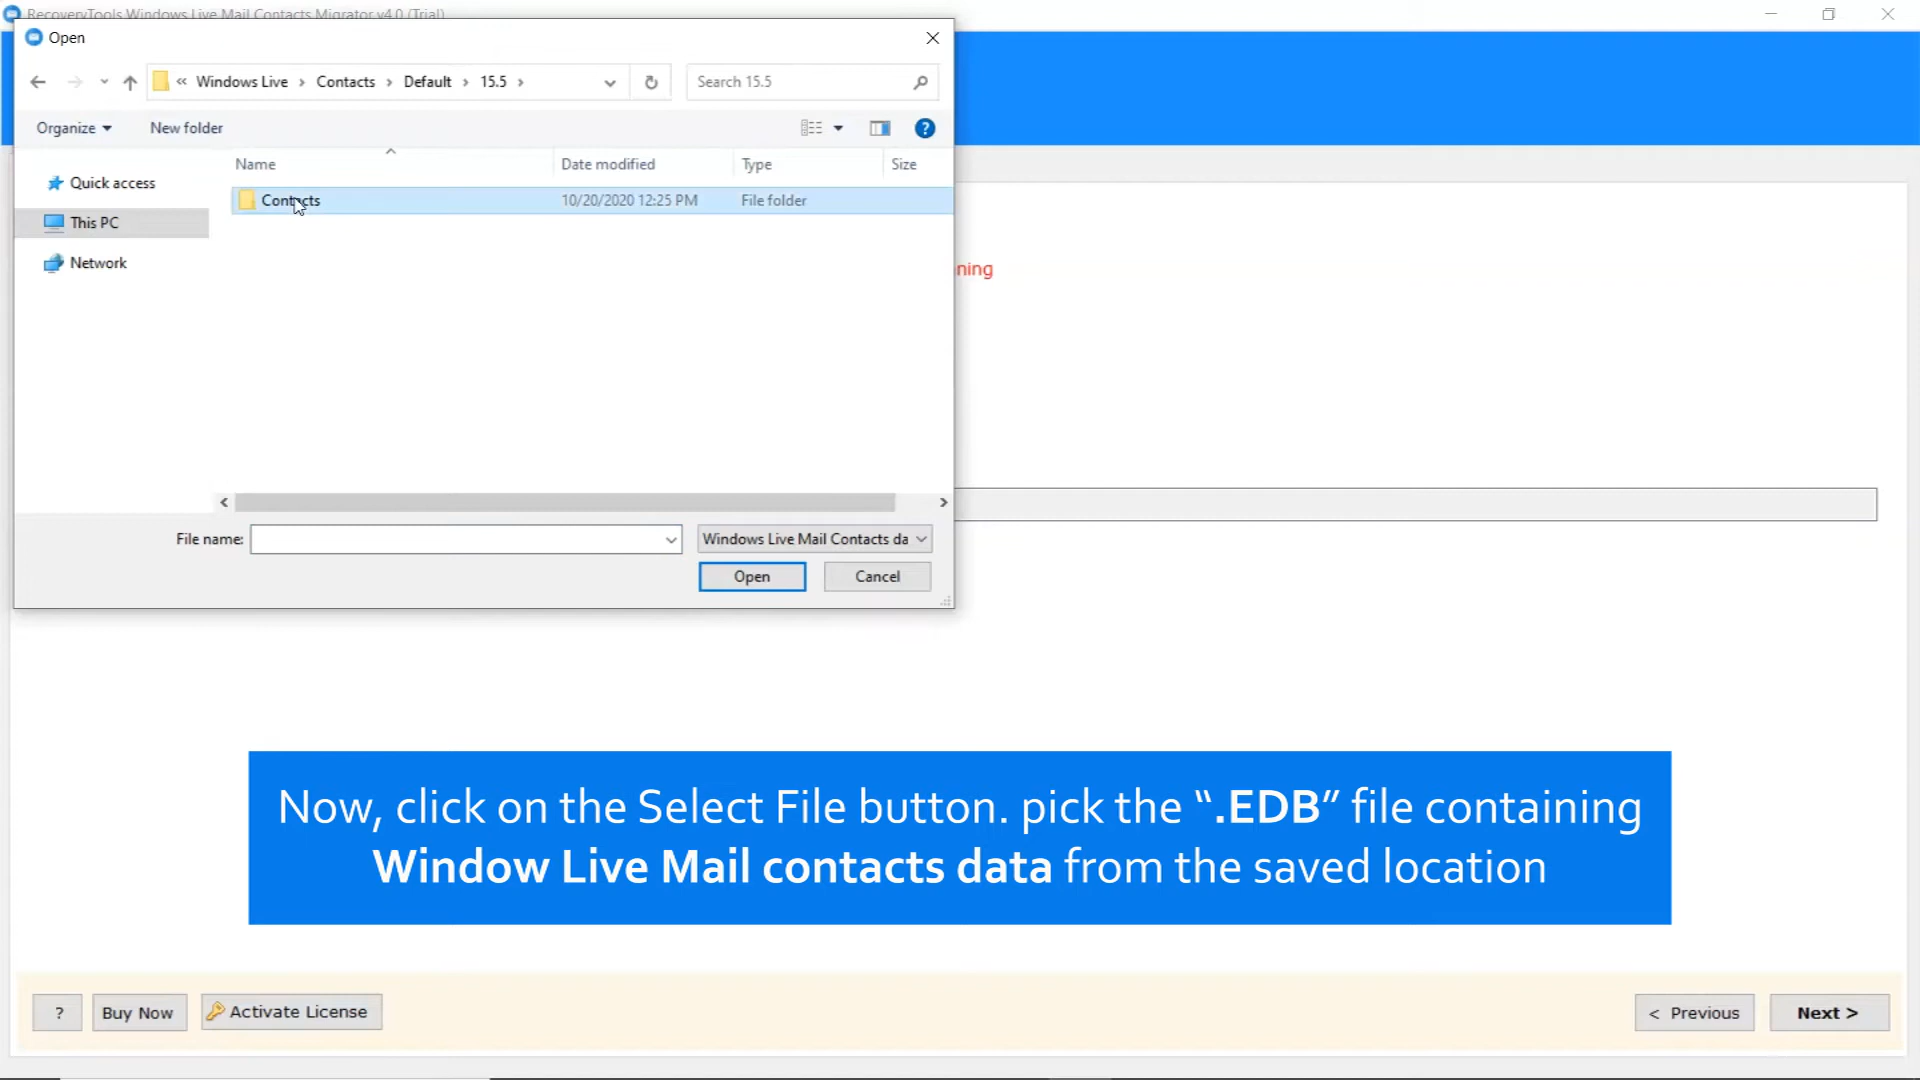 RecoveryTools Windows Live Mail Contacts Migrator v4.0 (Trial)
Open
« Windows Live › Contacts › Default › 15.5 ›
Search 15.5
Organize
New folder
?
Name
Date modified
Type
Size
Quick access
This PC
Network
Contacts
10/20/2020 12:25 PM
File folder
ning
File name:
Windows Live Mail Contacts da
Open
Cancel
Now, click on the Select File button. pick the “.EDB” file containing
Window Live Mail contacts data from the saved location
?
Buy Now
Activate License
< Previous
Next >